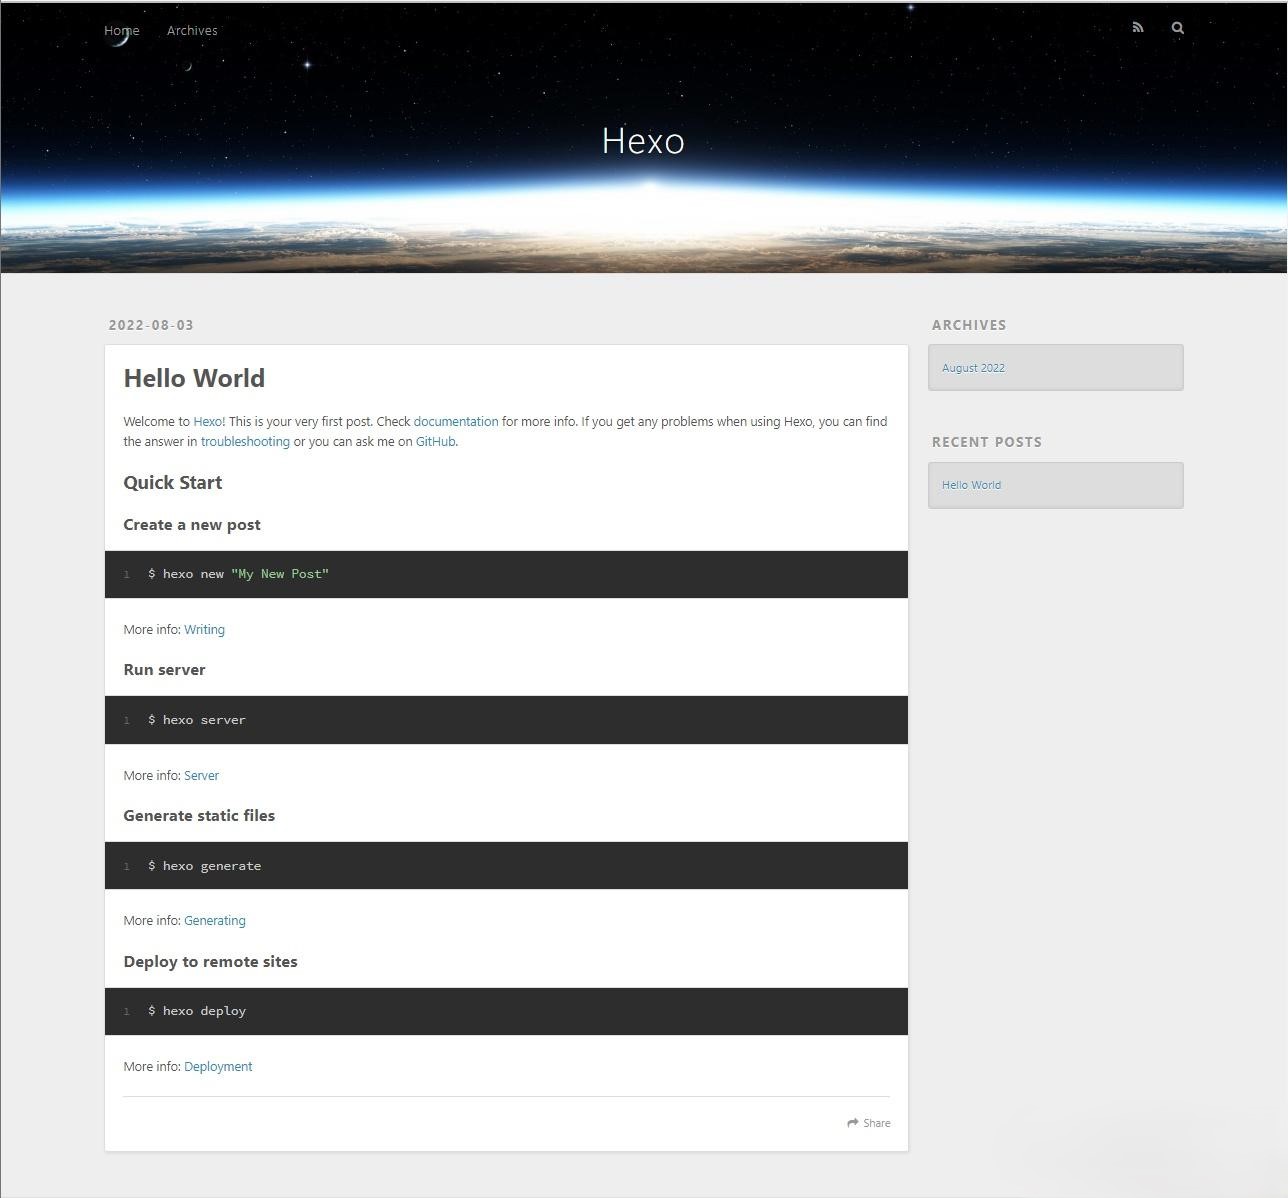 Home Archives
Hexo
2022-08-03
Hello World
Welcome to Hexo! This is your very first post. Check documentation for more info. If you get any problems when using Hexo, you can find
the answer in troubleshooting or you can ask me on GitHub.
Quick Start
Create a new post
1 $ hexo new "My New Post"
More info: Writing
Run server
1 $ hexo server
More info: Server
Generate static files
1 $ hexo generate
More info: Generating
Deploy to remote sites
1 $ hexo deploy
More info: Deployment
Share
ARCHIVES
August 2022
RECENT POSTS
Hello World